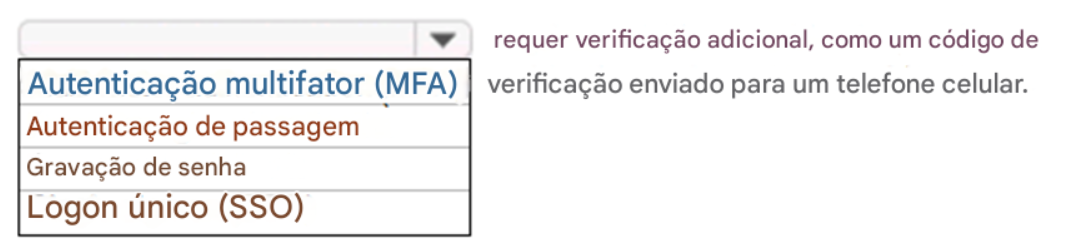 requer verificação adicional, como um código de
verificação enviado para um telefone celular.
Autenticação multifator (MFA)
Autenticação de passagem
Gravação de senha
Logon único (SSO)